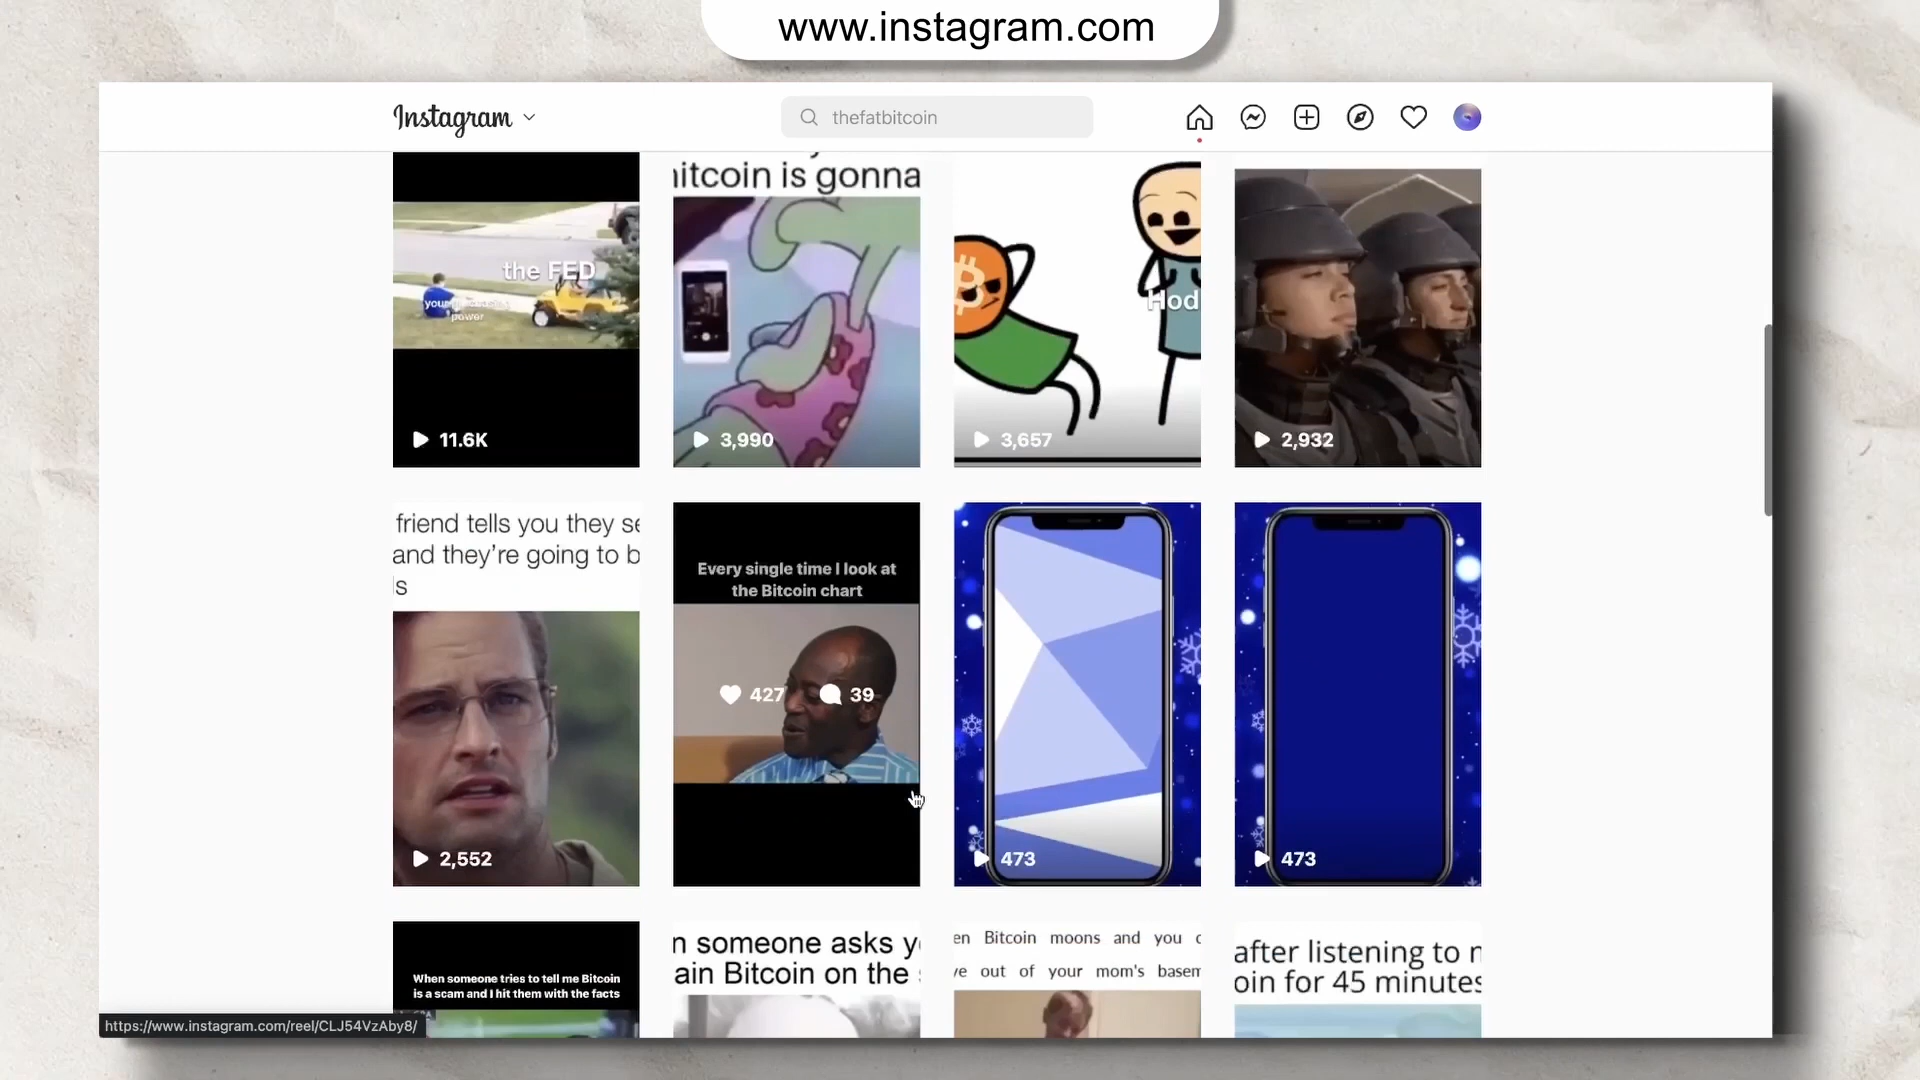 www.instagram.com
Instagram
thefatbitcoin
the FED
power
11.6K
itcoin is gonna
3,990
Hod
3,657
2,932
friend tells you they se
and they're going to b
ls
2,552
Every single time I look at
the Bitcoin chart
427
39
473
473
When someone tries to tell me Bitcoin
is a scam and I hit them with the facts
n someone asks y
ain Bitcoin on the
en Bitcoin moons and you c
ve out of your mom's basem
after listening to m
oin for 45 minutes
https://www.instagram.com/reel/CLJ54VzAby8/